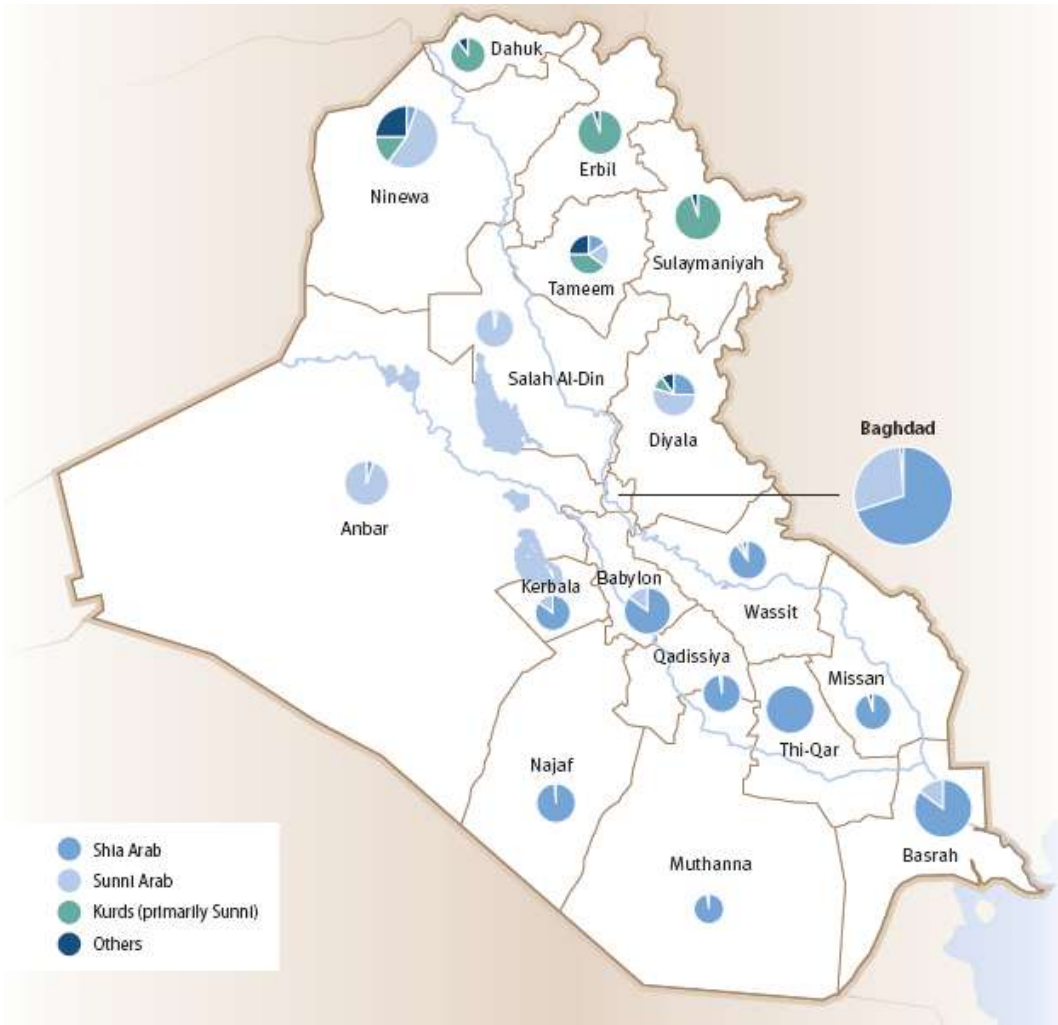 Dahuk
Ninewa
Erbil
Sulaymaniyah
Tameem
Salah Al-Din
Diyala
Baghdad
Anbar
Kerbala
Babylon
Wassit
Qadissiya
Missan
Thi-Qar
Najaf
Muthanna
Basrah
Shia Arab
Sunni Arab
Kurds (primarily Sunni)
Others